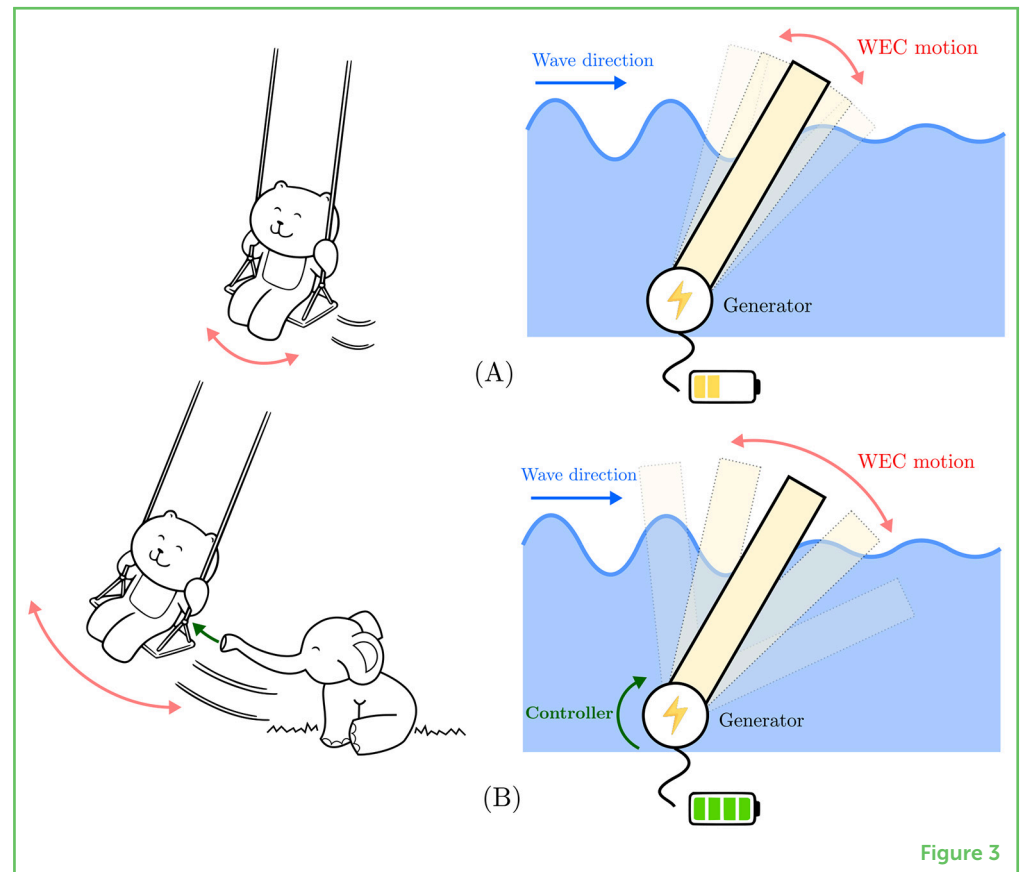 Wave direction
WEC motion
Generator
(A)
Wave direction
WEC motion
Controller
Generator
(B)
Figure 3